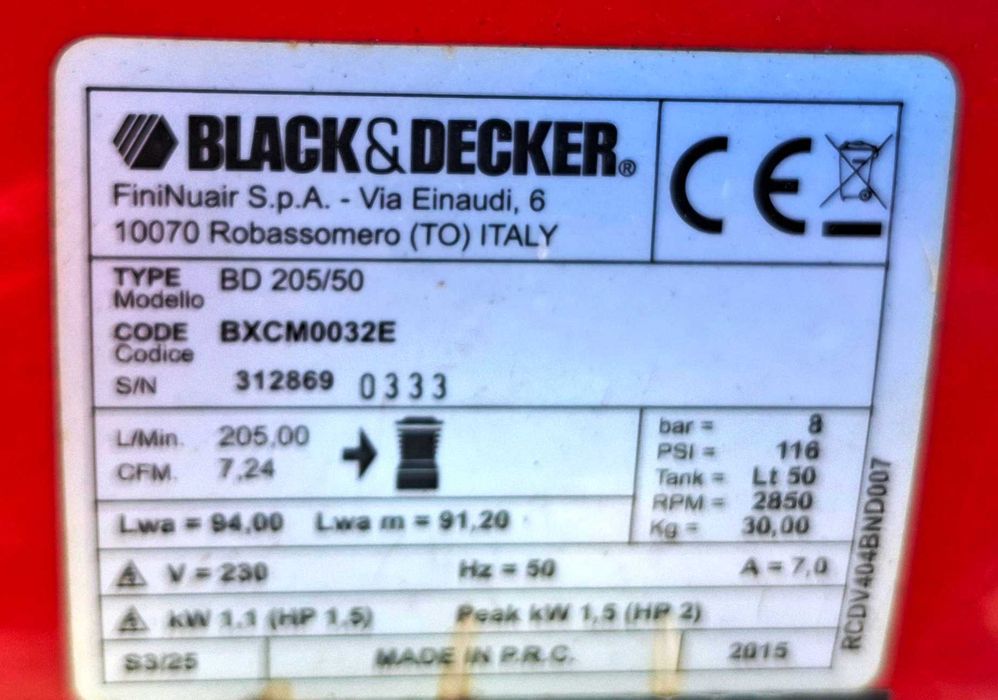 BLACK&DECKER®
FiniNuair S.p.A. - Via Einaudi, 6
10070 Robassomero (TO) ITALY
CE
TYPE BD 205/50
Modello
CODE BXCM0032E
Codice
S/N 312869 0333
L/Min. 205,00
CFM. 7,24
Lwa = 94,00 Lwa m = 91,20
bar = 8
PSI = 116
Tank = Lt 50
RPM = 2850
Kg = 30,00
V = 230 Hz = 50 A = 7,0
kW 1,1 (HP 1,5) Peak kW 1,5 (HP 2)
S3/25 MADE IN P.R.C. 2015
RCDV404BND007